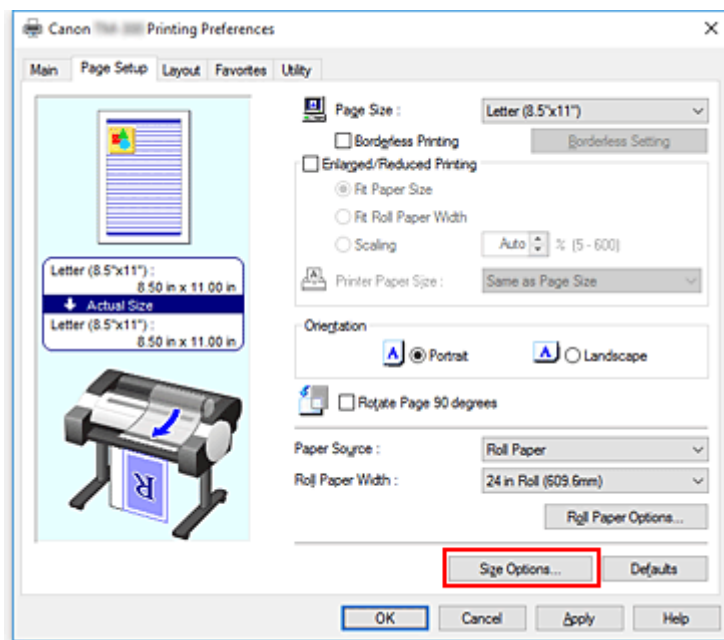 Canon Printing Preferences
Main Page Setup Layout Favorites Utility
Page Size : Letter (8.5"x11")
Borderless Printing Borderless Setting
Enlarged/Reduced Printing
Fit Paper Size
Fit Roll Paper Width
Scaling Auto % (5 - 600)
Printer Paper Size : Same as Page Size
Letter (8.5"x11") :
8.50 in x 11.00 in
Actual Size
Letter (8.5"x11") :
8.50 in x 11.00 in
Orientation
A Portrait A Landscape
Rotate Page 90 degrees
Paper Source : Roll Paper
Roll Paper Width : 24 in Roll (609.6mm)
Roll Paper Options...
R
Size Options... Defaults
OK Cancel Apply Help